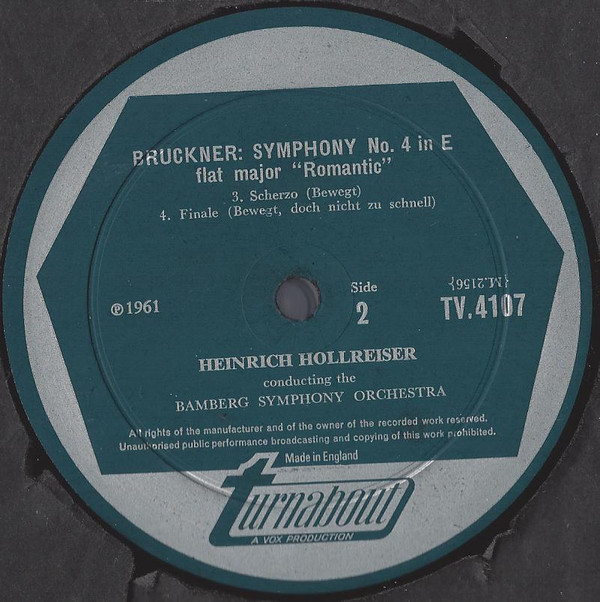 BRUCKNER: SYMPHONY No. 4 in E
flat major "Romantic"
3. Scherzo (Bewegt)
4. Finale (Bewegt, doch nicht zu schnell)
℗ 1961
Side
2
{M.2156}
TV.4107
HEINRICH HOLLREISER
conducting the
BAMBERG SYMPHONY ORCHESTRA
All rights of the manufacturer and of the owner of the recorded work reserved.
Unauthorised public performance broadcasting and copying of this work prohibited.
Made in England
turnabout
A VOX PRODUCTION